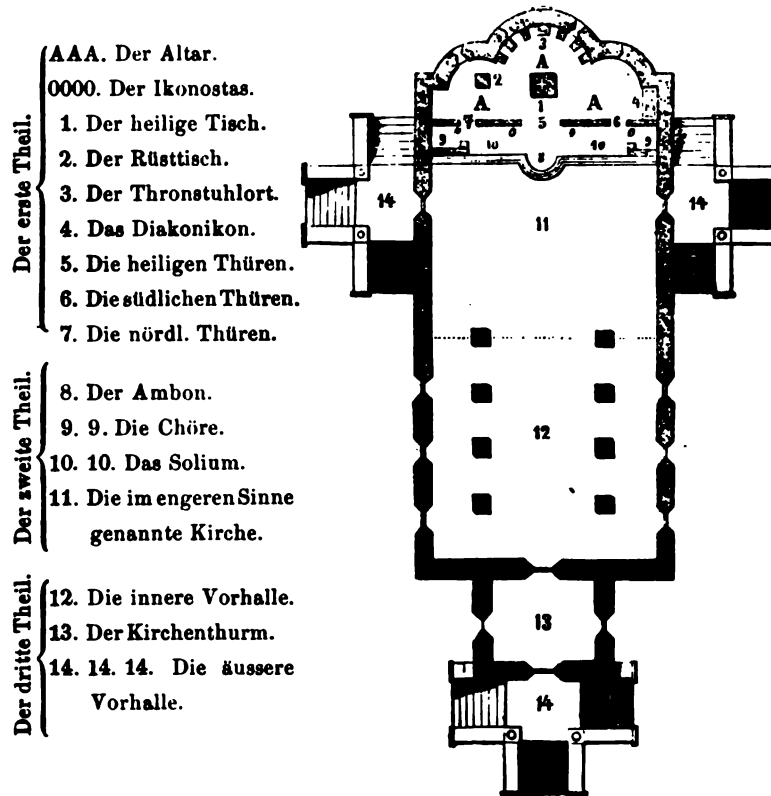 Der erste Theil.
AAA. Der Altar.
0000. Der Ikonostas.
1. Der heilige Tisch.
2. Der Rüsttisch.
3. Der Thronstuhlort.
4. Das Diakonikon.
5. Die heiligen Thüren.
6. Die südlichen Thüren.
7. Die nördl. Thüren.
Der zweite Theil.
8. Der Ambon.
9. 9. Die Chöre.
10. 10. Das Solium.
11. Die im engeren Sinne
genannte Kirche.
Der dritte Theil.
12. Die innere Vorhalle.
13. Der Kirchenthurm.
14. 14. 14. Die äussere
Vorhalle.
3
A
2
A 1 A 4
7 5 6
0 0 0 0
9 10 8 10 9
14 11 14
12
13
14